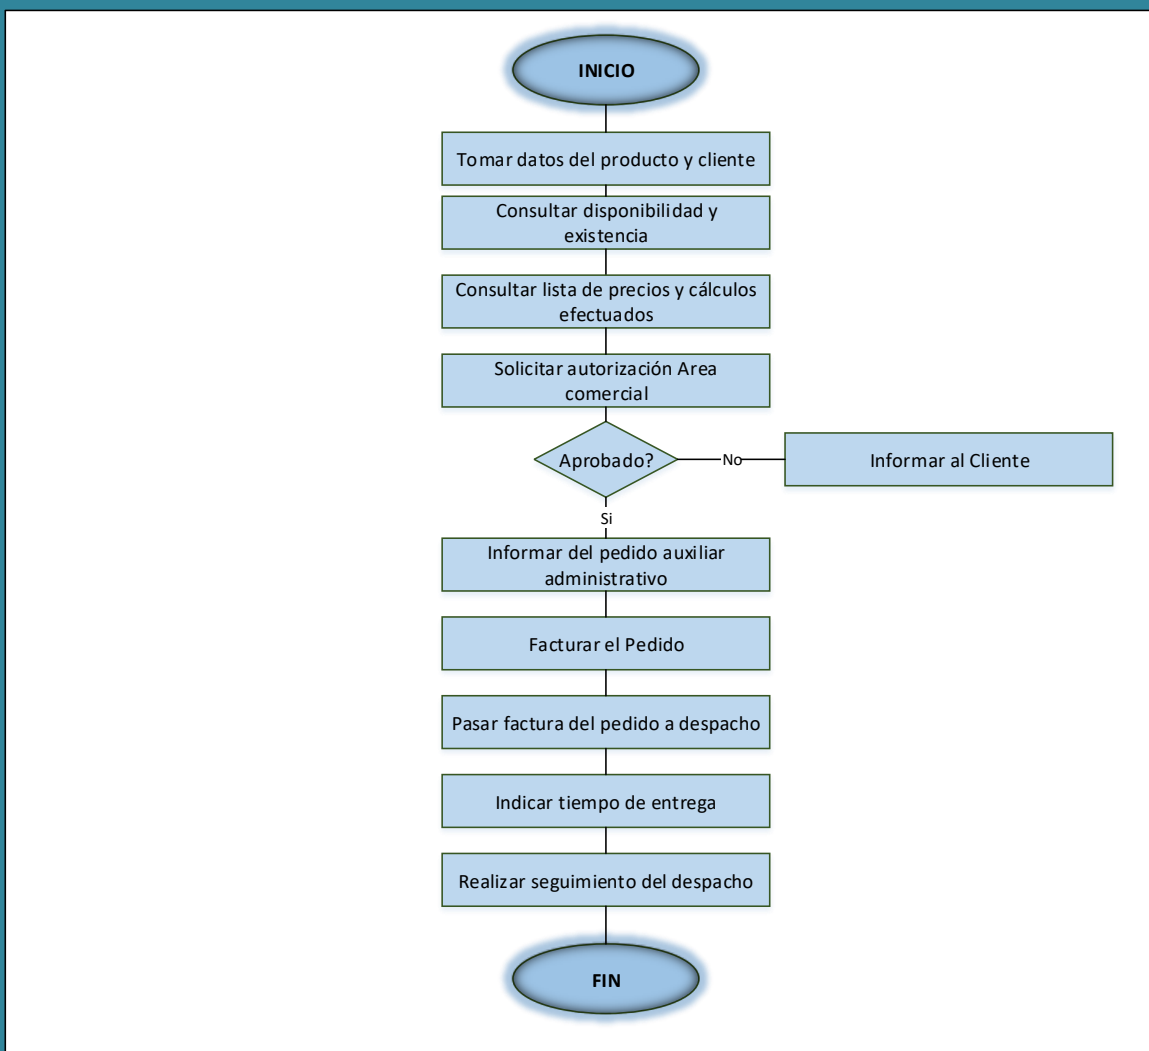 INICIO
Tomar datos del producto y cliente
Consultar disponibilidad y
existencia
Consultar lista de precios y cálculos
efectuados
Solicitar autorización Area
comercial
Aprobado?
No
Informar al Cliente
Si
Informar del pedido auxiliar
administrativo
Facturar el Pedido
Pasar factura del pedido a despacho
Indicar tiempo de entrega
Realizar seguimiento del despacho
FIN